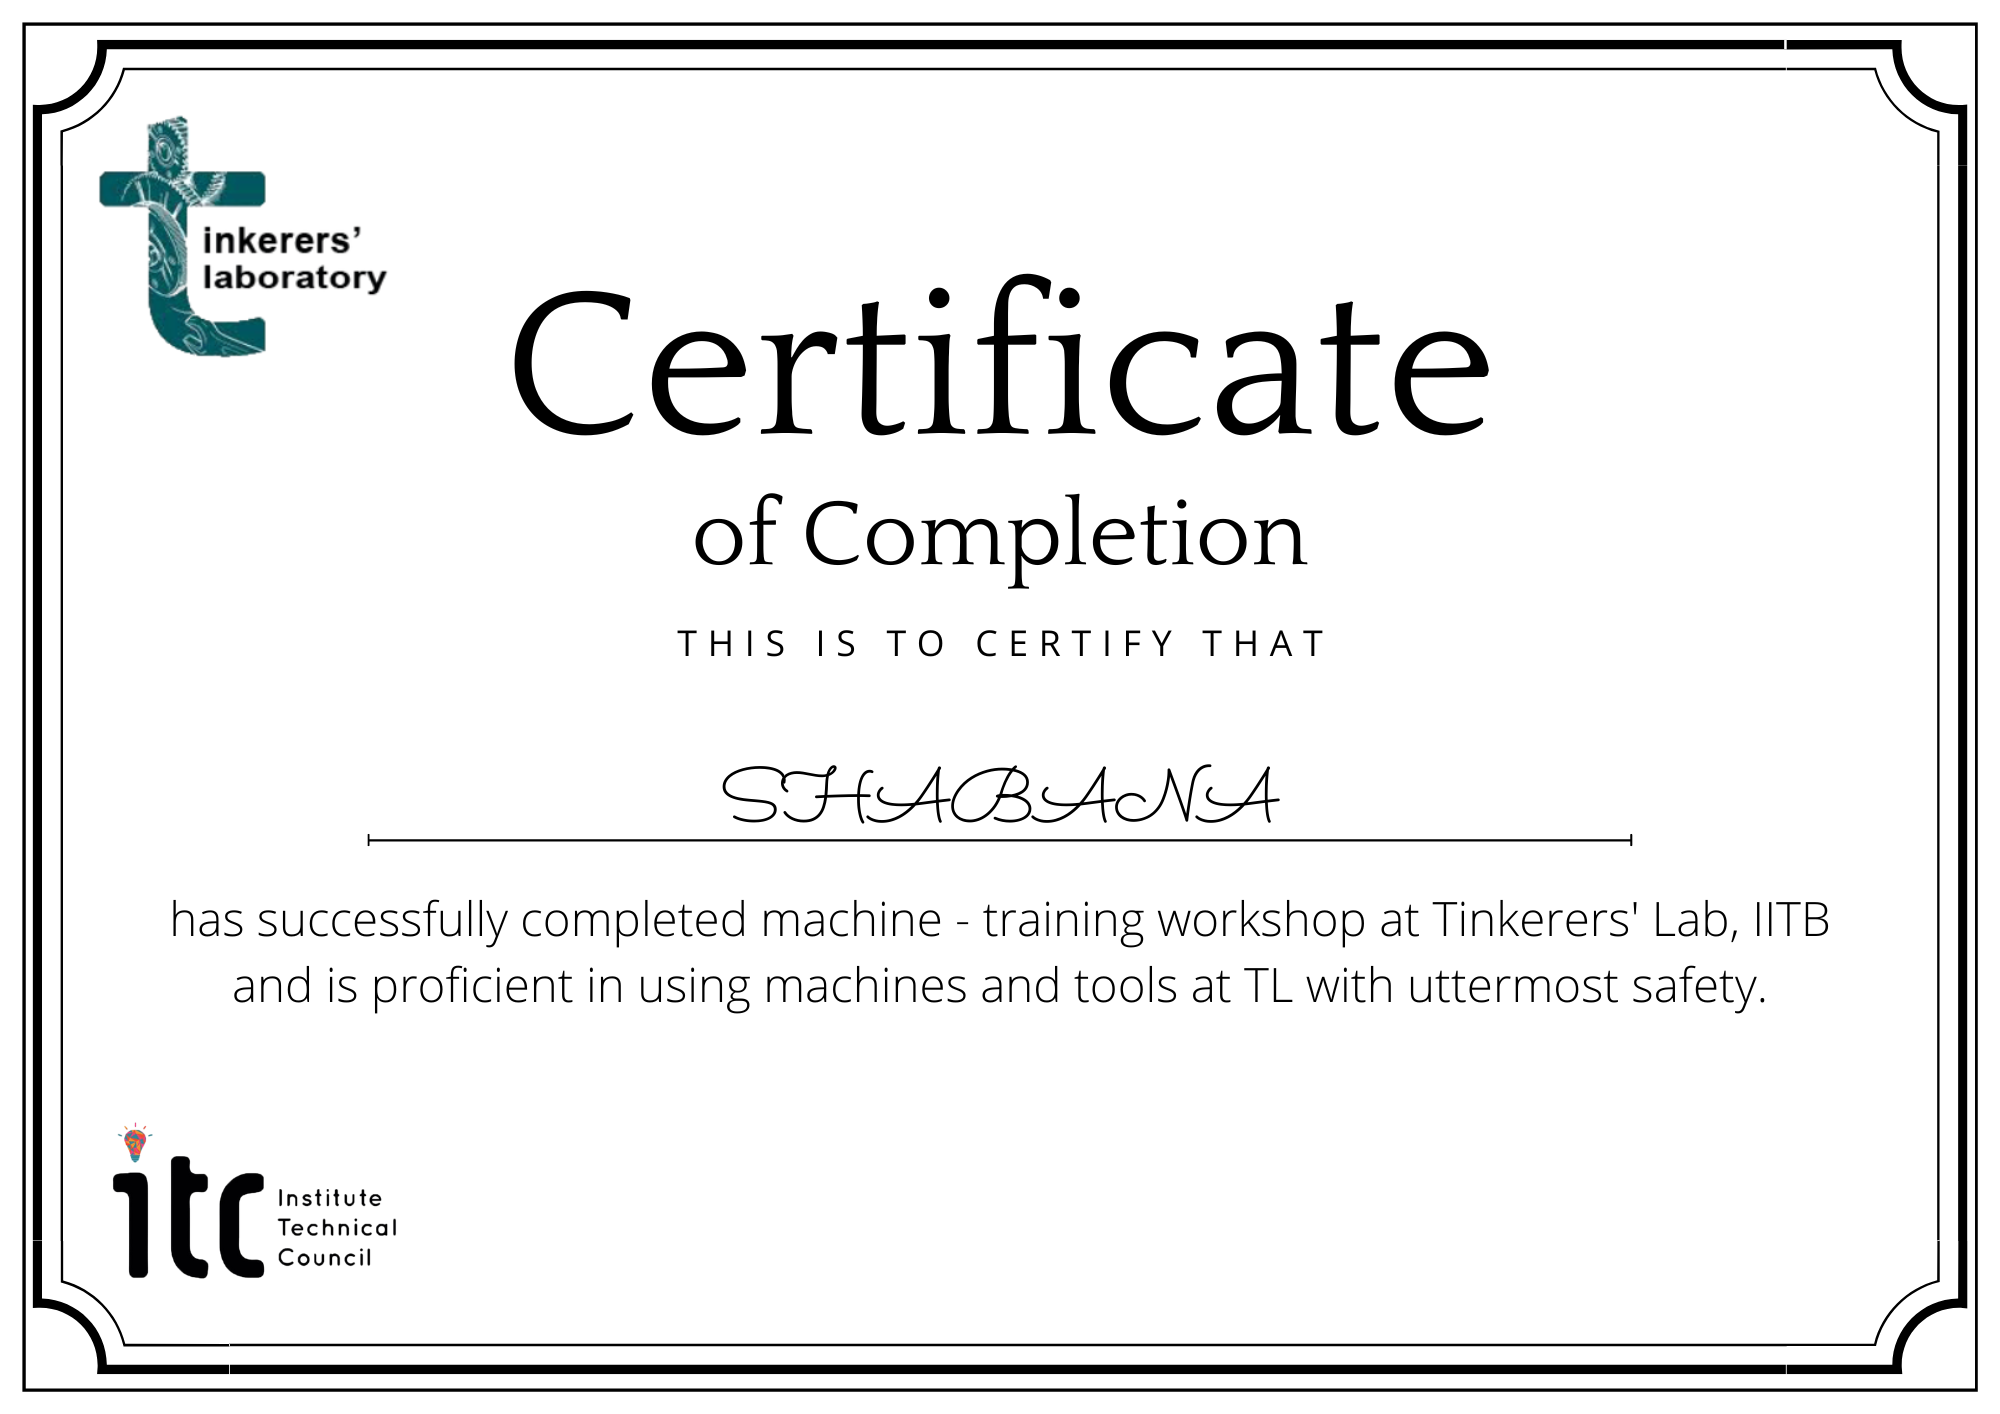 tinkerers’
laboratory
Certificate
of Completion
THIS IS TO CERTIFY THAT
SHABANA
has successfully completed machine - training workshop at Tinkerers' Lab, IITB
and is proficient in using machines and tools at TL with uttermost safety.
itc
Institute
Technical
Council